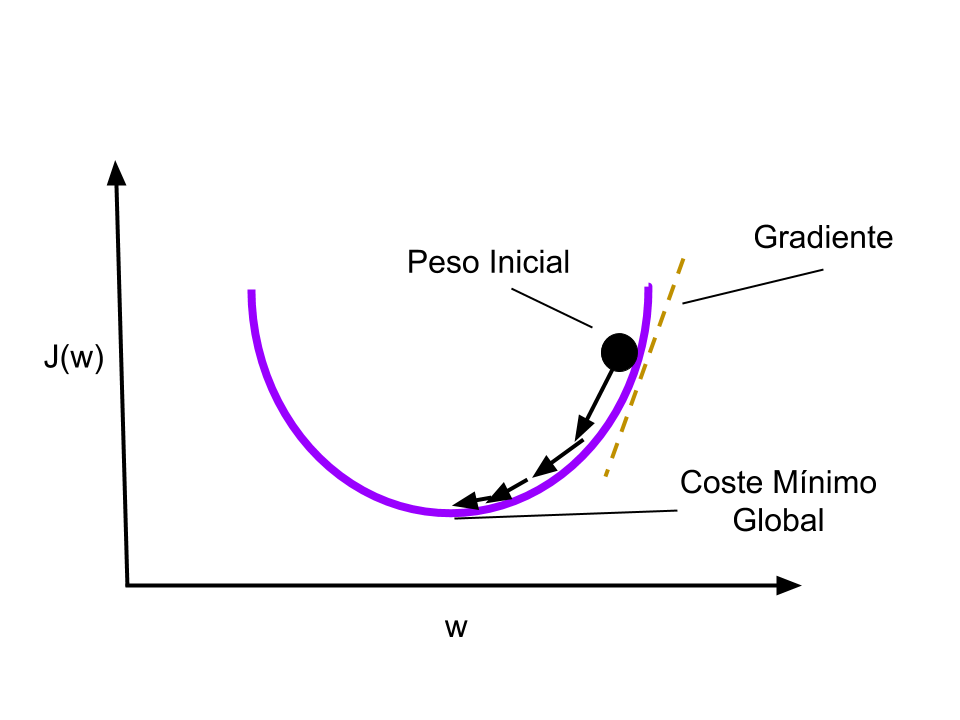 Gradiente
Peso Inicial
J(w)
Coste Mínimo
Global
w